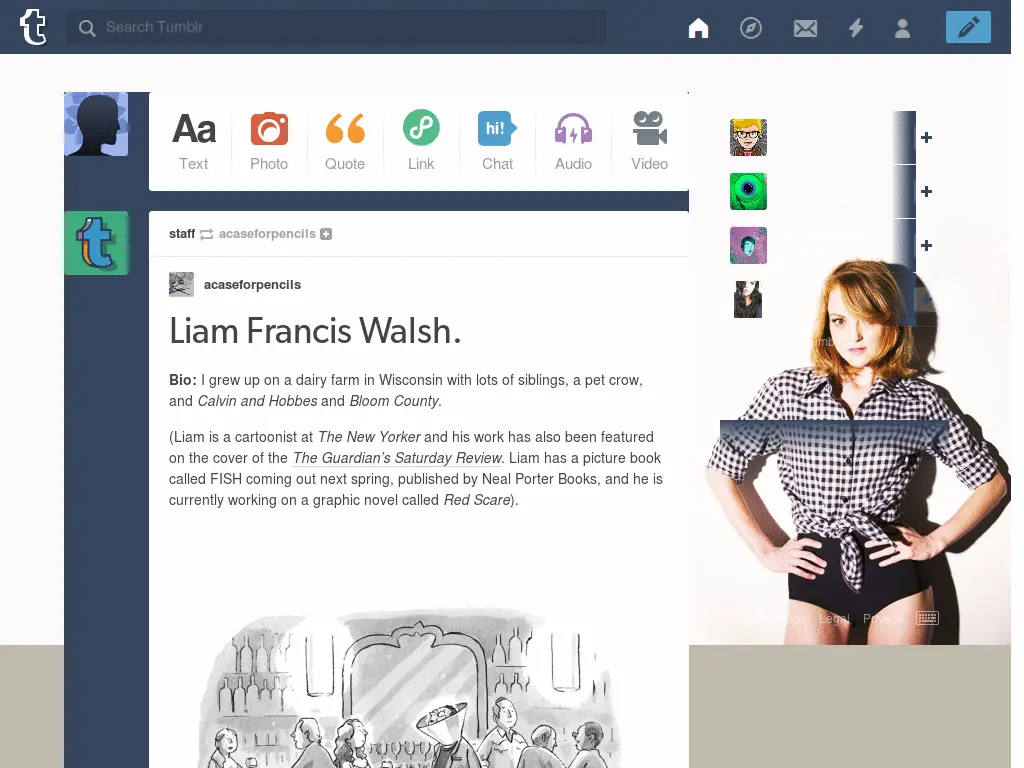 Search Tumblr
Aa
hi!
Text Photo Quote Link Chat Audio Video
staff acaseforpencils
acaseforpencils
Liam Francis Walsh.
Bio: I grew up on a dairy farm in Wisconsin with lots of siblings, a pet crow,
and Calvin and Hobbes and Bloom County.
(Liam is a cartoonist at The New Yorker and his work has also been featured
on the cover of the The Guardian’s Saturday Review. Liam has a picture book
called FISH coming out next spring, published by Neal Porter Books, and he is
currently working on a graphic novel called Red Scare).
Legal Privacy